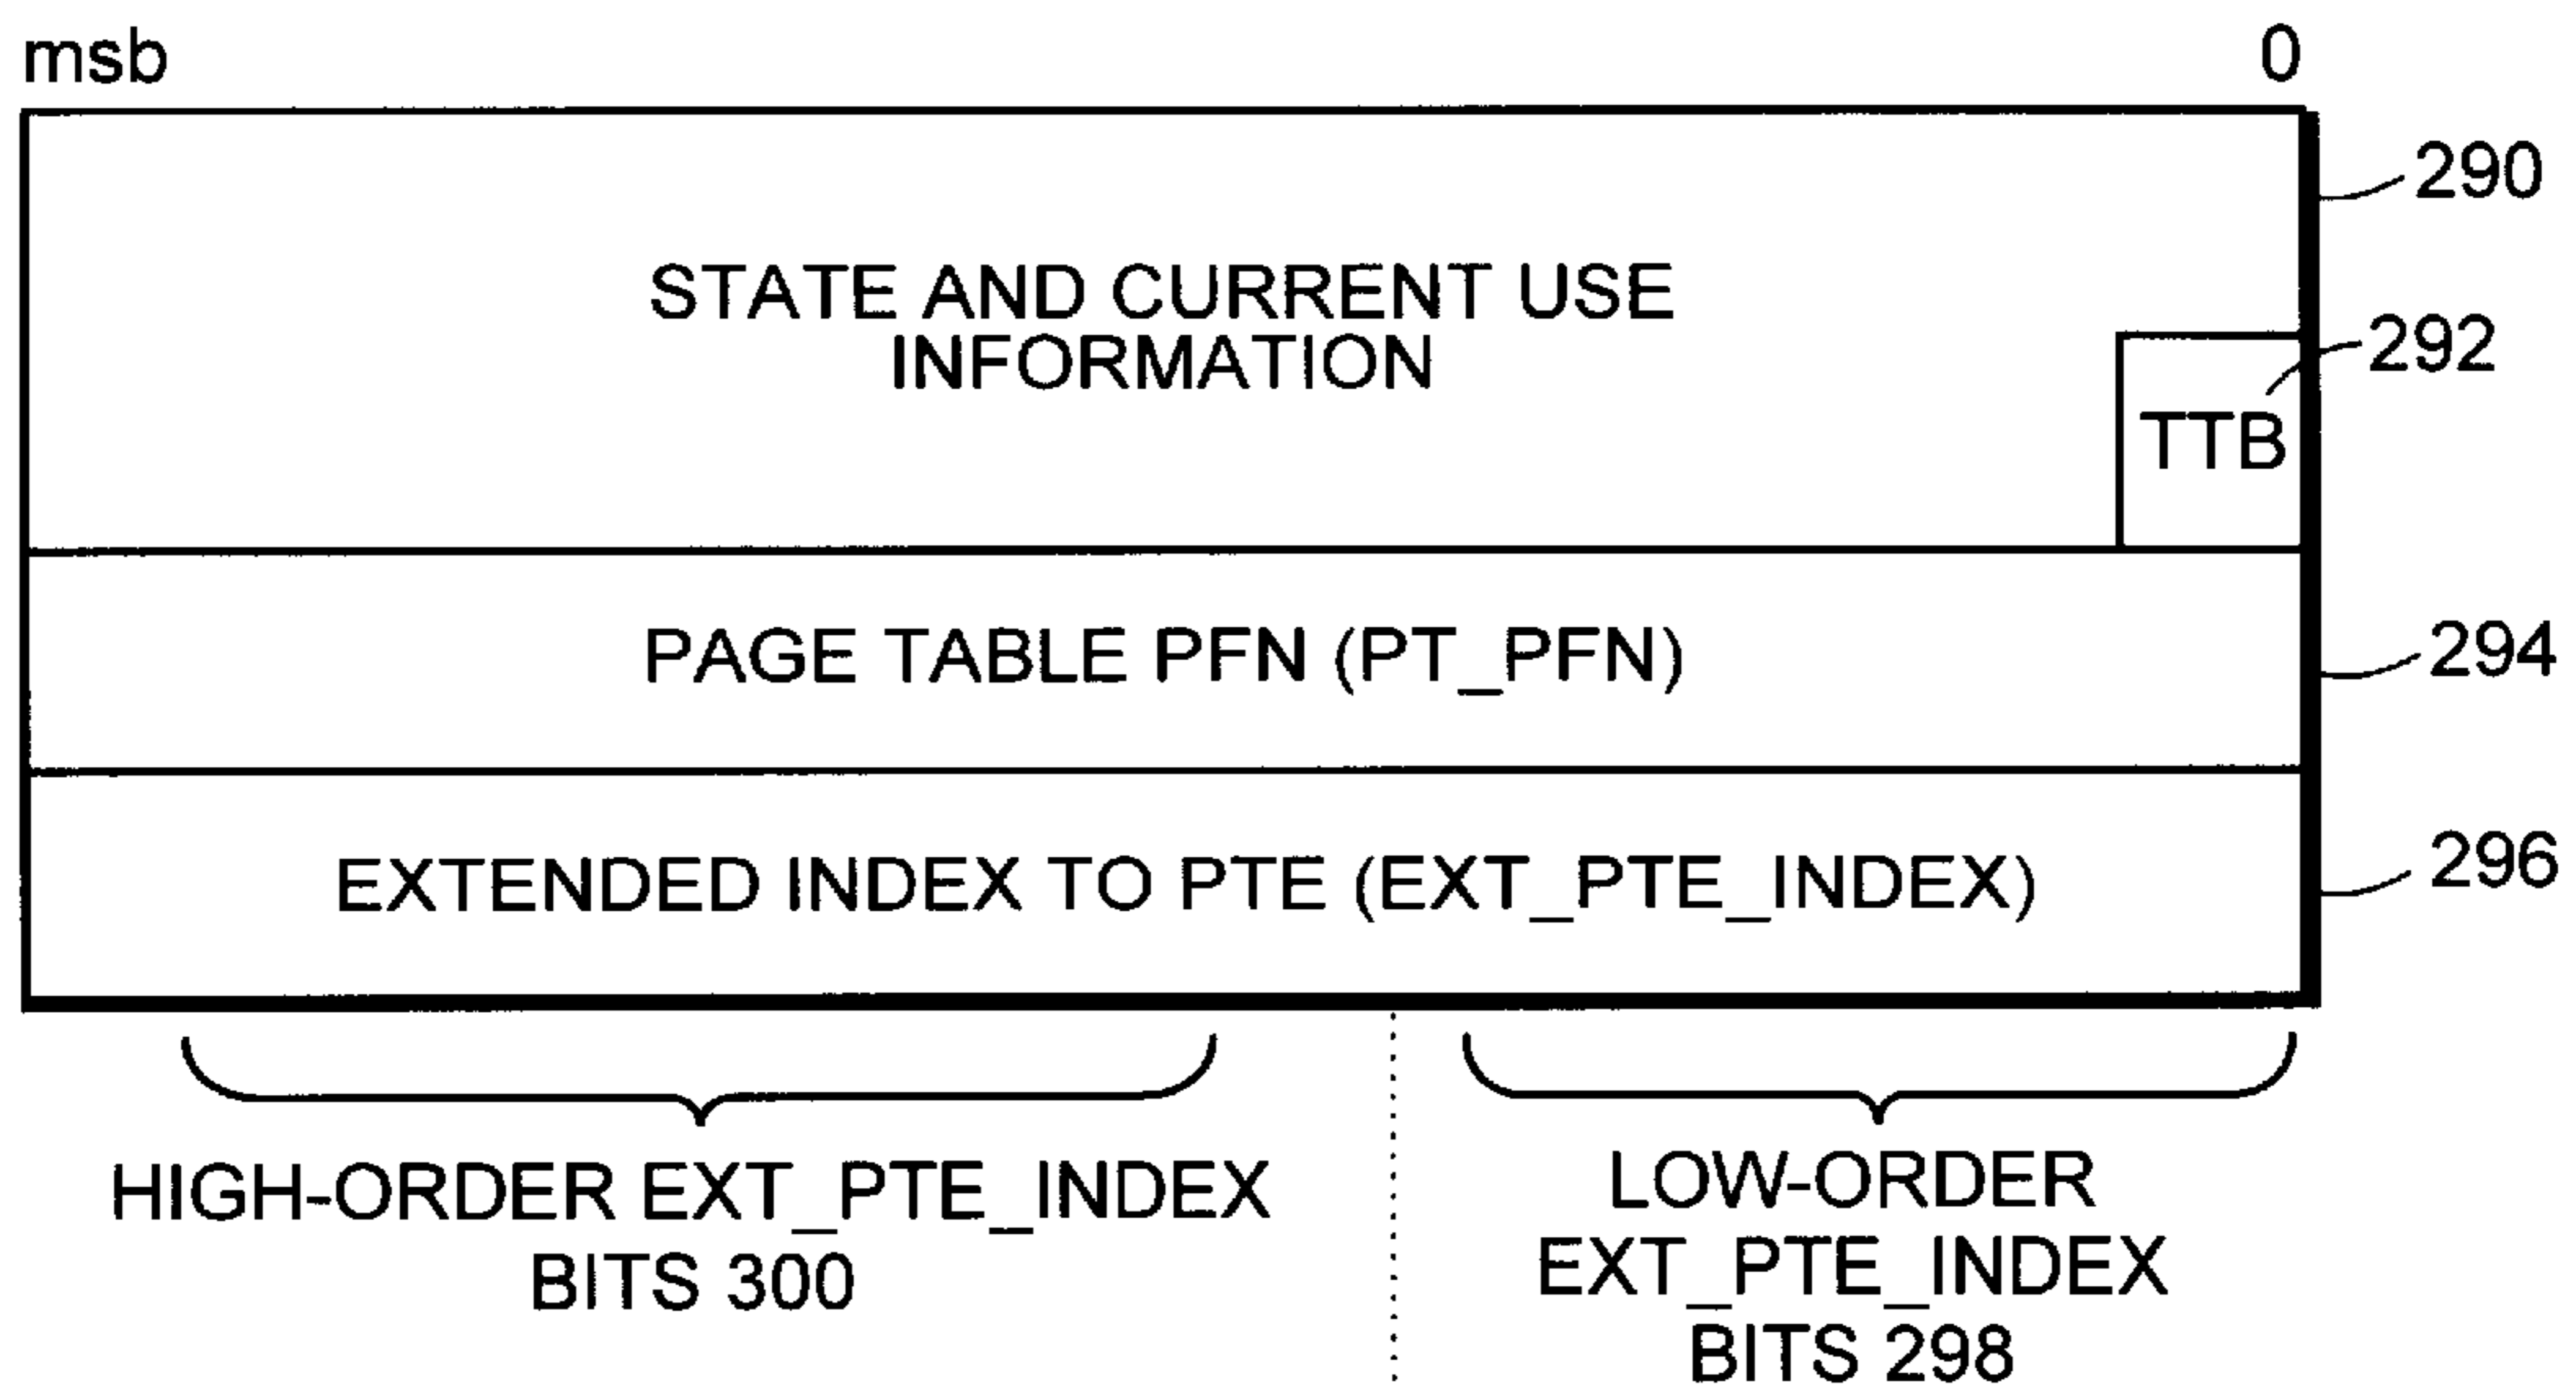 msb 0
290
STATE AND CURRENT USE
INFORMATION
292
TTB
PAGE TABLE PFN (PT_PFN)
294
EXTENDED INDEX TO PTE (EXT_PTE_INDEX)
296
HIGH-ORDER EXT_PTE_INDEX
BITS 300
LOW-ORDER
EXT_PTE_INDEX
BITS 298